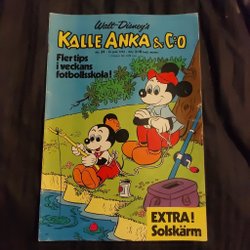 Walt Disney's
KALLE ANKA & C:O
Fler tips
i veckans
fotbollsskola!
EXTRA!
Solskärm